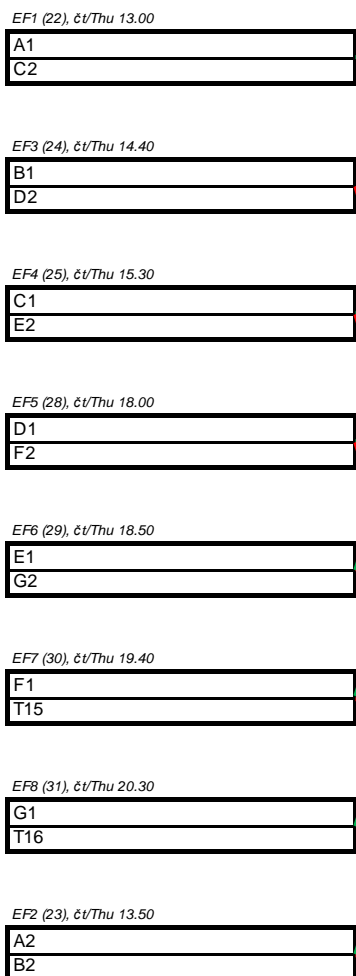 EF1 (22), čt/Thu 13.00
A1
C2
EF3 (24), čt/Thu 14.40
B1
D2
EF4 (25), čt/Thu 15.30
C1
E2
EF5 (28), čt/Thu 18.00
D1
F2
EF6 (29), čt/Thu 18.50
E1
G2
EF7 (30), čt/Thu 19.40
F1
T15
EF8 (31), čt/Thu 20.30
G1
T16
EF2 (23), čt/Thu 13.50
A2
B2